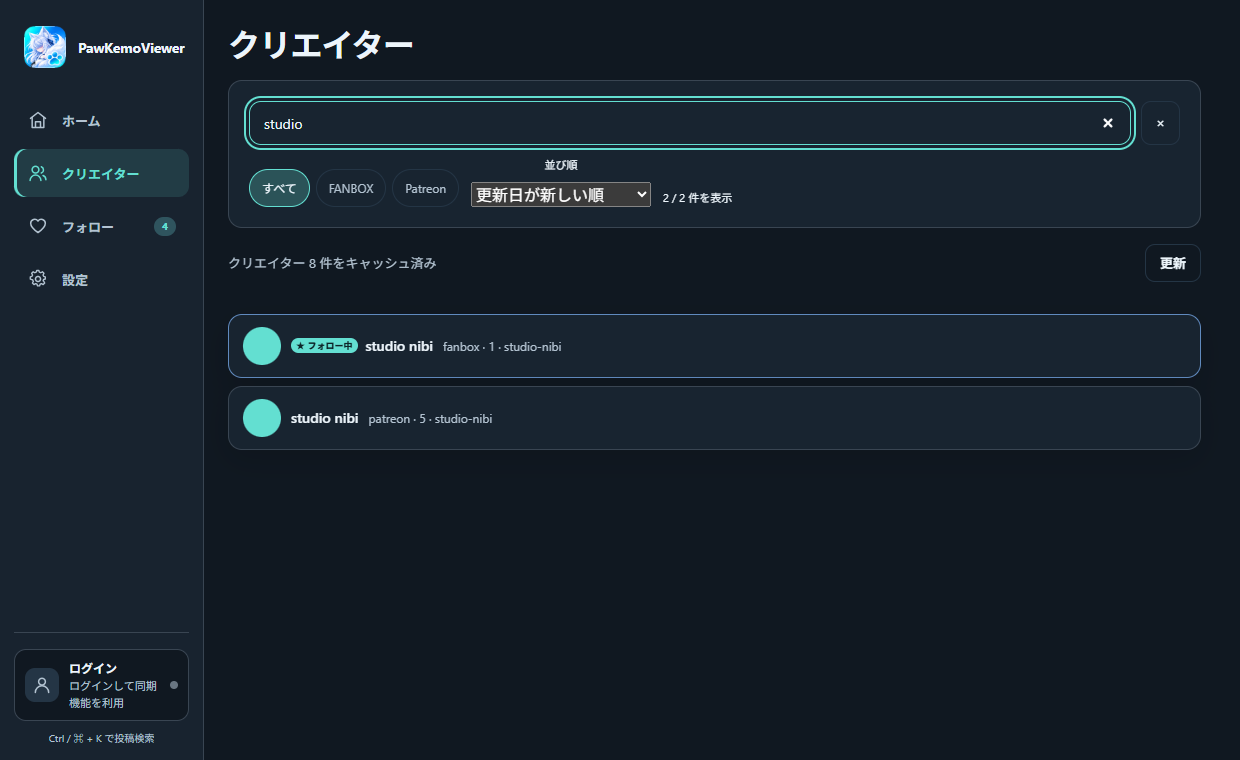 PawKemoViewer
ホーム
クリエイター
フォロー 4
設定
ログイン
ログインして同期
機能を利用
Ctrl / ⌘ + K で投稿検索
クリエイター
studio × ×
並び順
すべて FANBOX Patreon 更新日が新しい順 2 / 2 件を表示
クリエイター 8 件をキャッシュ済み 更新
★ フォロー中 studio nibi fanbox · 1 · studio-nibi
studio nibi patreon · 5 · studio-nibi